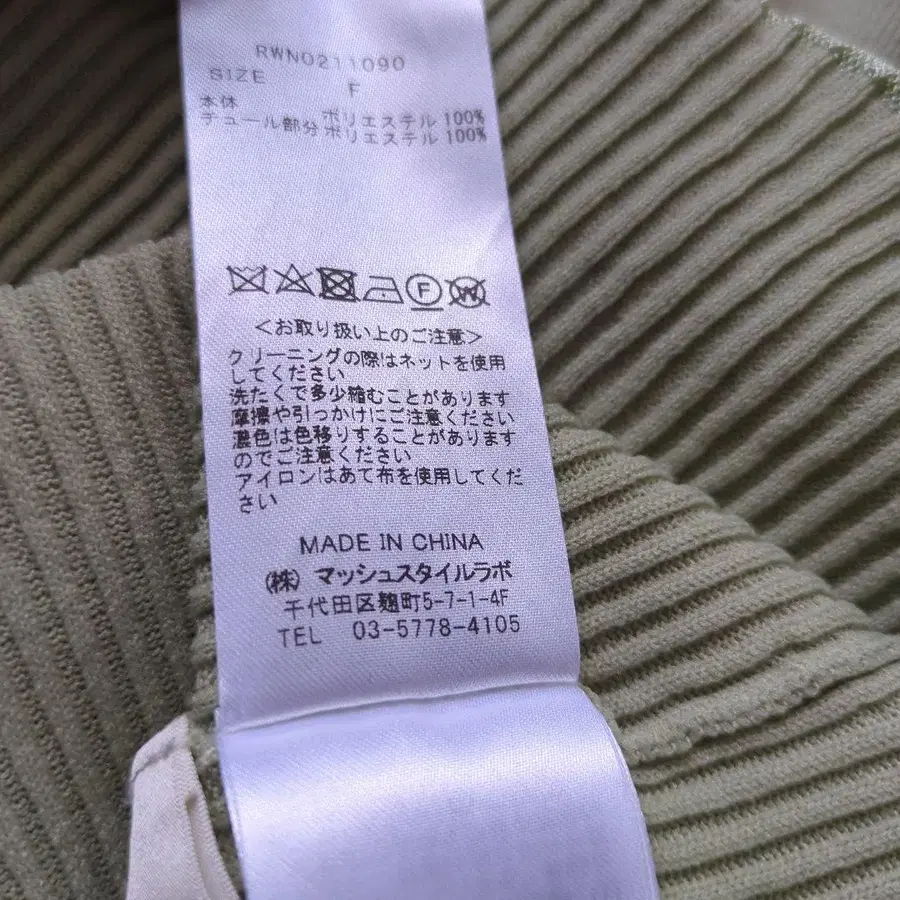 RWN0211090
SIZE F
本体 ポリエステル 100%
チュール部分 ポリエステル 100%
F W
<お取り扱い上のご注意>
クリーニングの際はネットを使用
してください
洗たくで多少縮むことがあります
摩擦や引っかけにご注意ください
濃色は色移りすることがあります
のでご注意ください
アイロンはあて布を使用してくだ
さい
MADE IN CHINA
(株) マッシュスタイルラボ
千代田区麹町5-7-1-4F
TEL 03-5778-4105